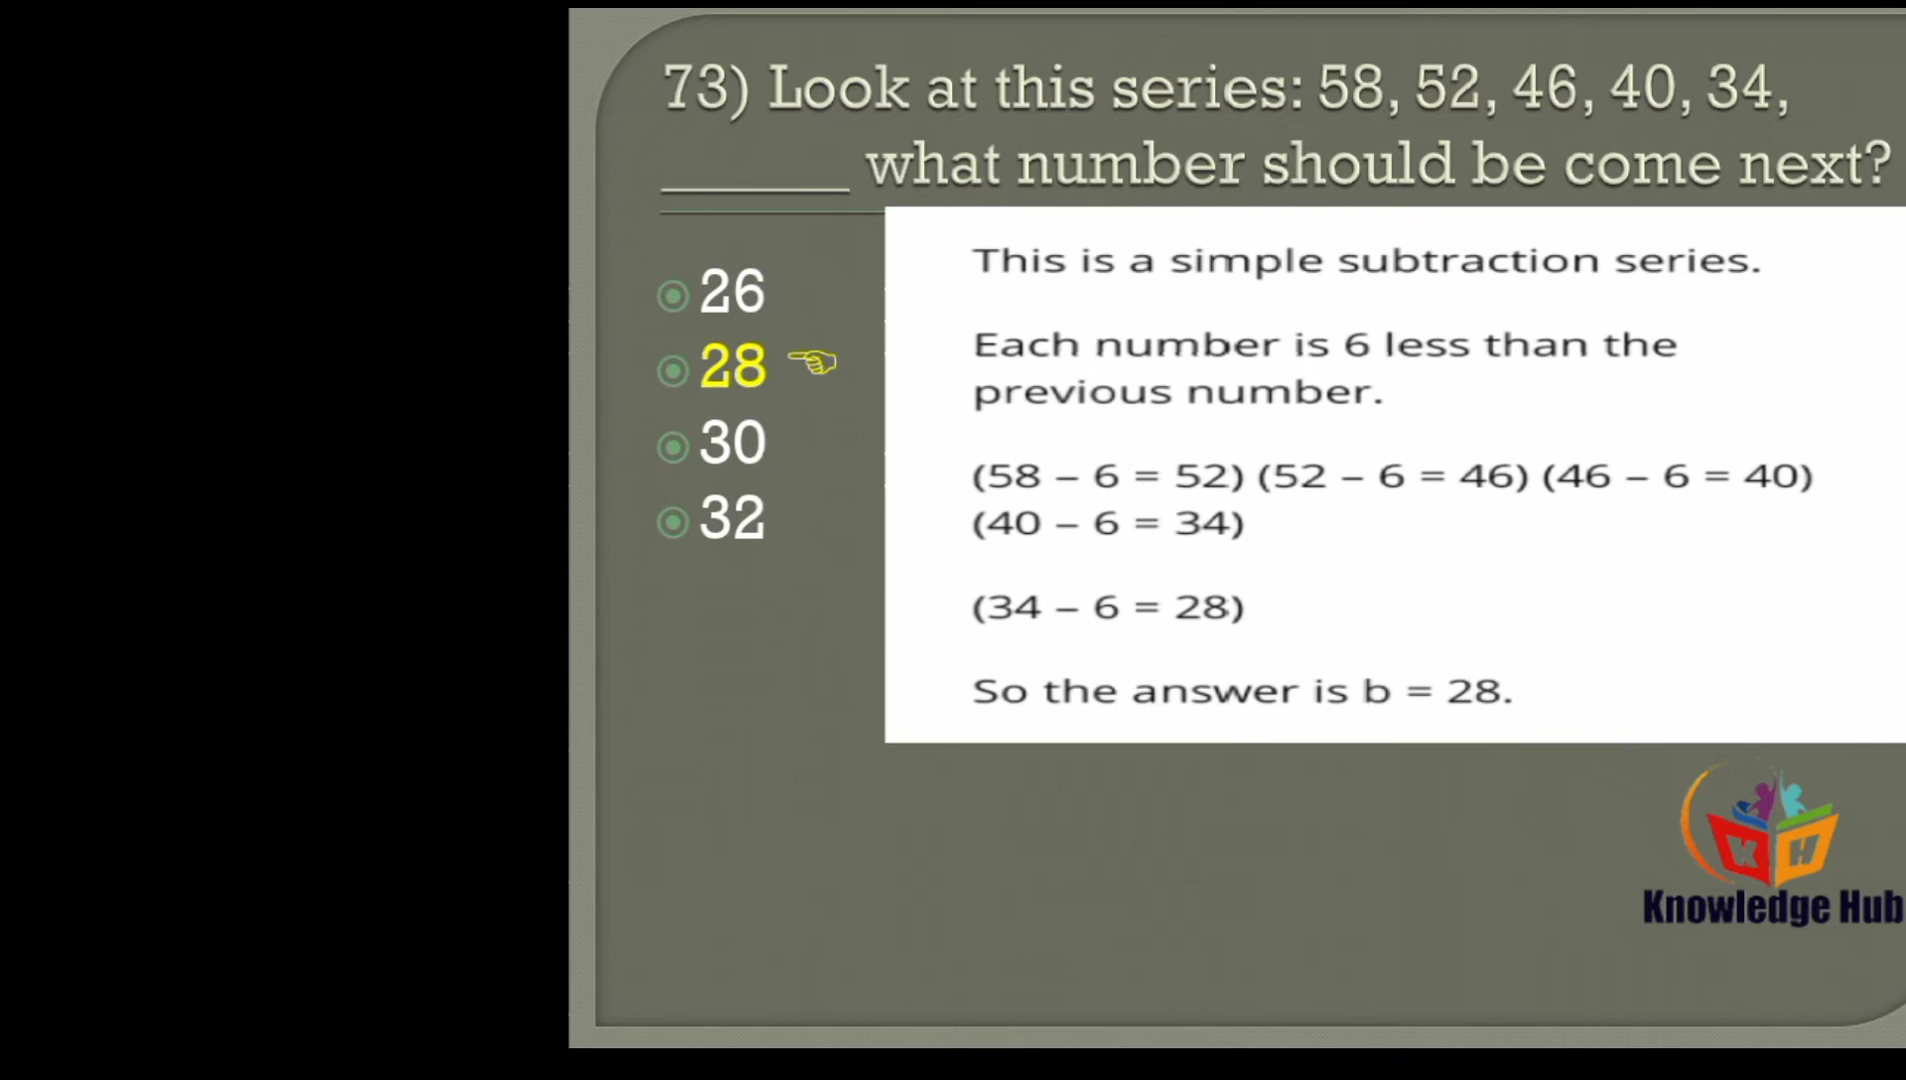 73) Look at this series: 58, 52, 46, 40, 34,
______ what number should be come next?
26
28
30
32
This is a simple subtraction series.
Each number is 6 less than the
previous number.
(58 – 6 = 52) (52 – 6 = 46) (46 – 6 = 40)
(40 – 6 = 34)
(34 – 6 = 28)
So the answer is b = 28.
KH
Knowledge Hub